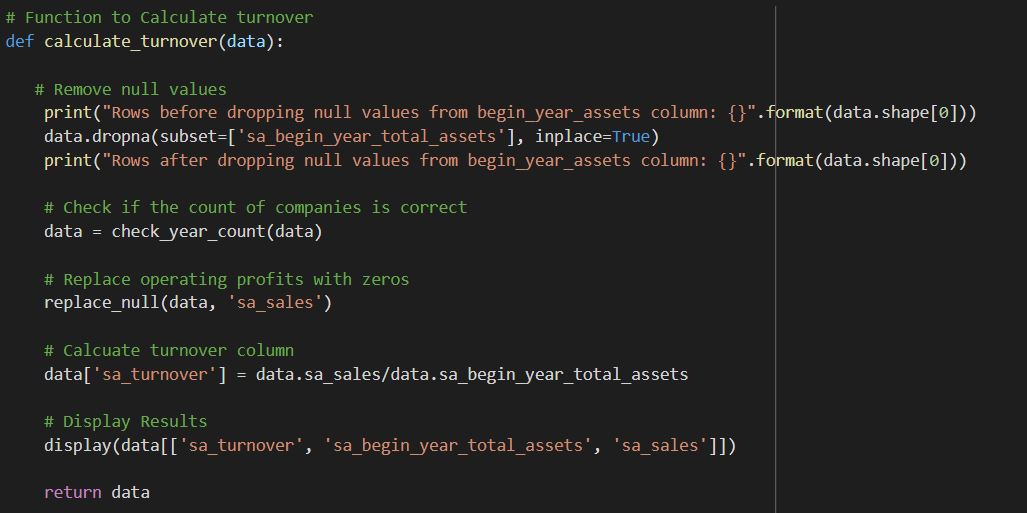 # Function to Calculate turnover
def calculate_turnover(data):
# Remove null values
print("Rows before dropping null values from begin_year_assets column: {}".format(data.shape[0]))
data.dropna(subset=['sa_begin_year_total_assets'], inplace=True)
print("Rows after dropping null values from begin_year_assets column: {}".format(data.shape[0]))
# Check if the count of companies is correct
data = check_year_count(data)
# Replace operating profits with zeros
replace_null(data, 'sa_sales')
# Calcuate turnover column
data['sa_turnover'] = data.sa_sales/data.sa_begin_year_total_assets
# Display Results
display(data[['sa_turnover', 'sa_begin_year_total_assets', 'sa_sales']])
return data